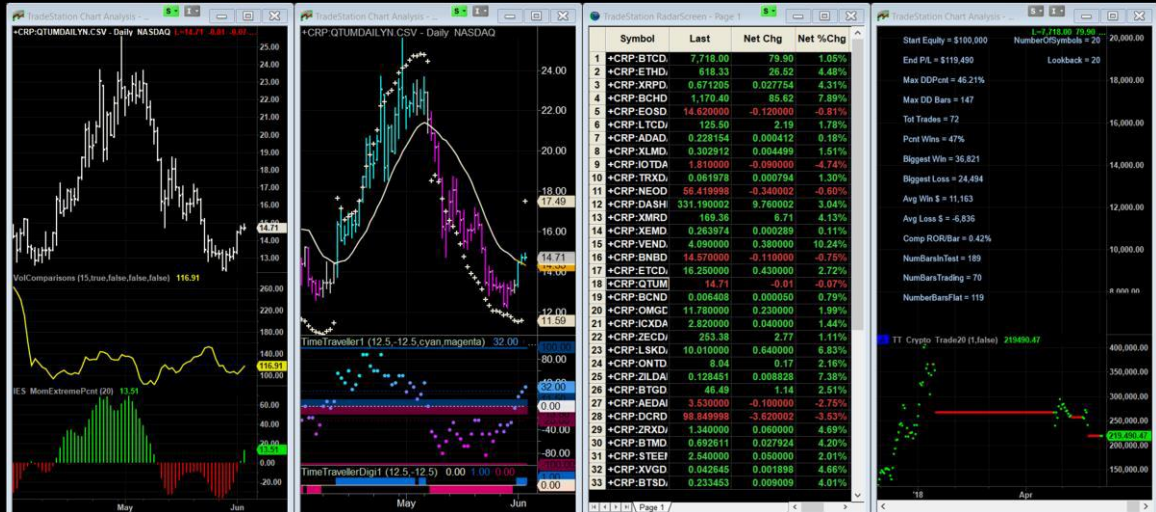 TradeStation Chart Analysis - ...
+CRP:QTUMDAILYN.CSV - Daily NASDAQ L=14.71 -0.01 -0.07...
25.00
24.00
23.00
22.00
21.00
20.00
19.00
18.00
17.00
16.00
15.00
14.71
13.00
VolComparisons (15,true,false,false,false) 116.91
260.00
220.00
180.00
140.00
116.91
100.00
IES_MomExtremePcnt (20) 13.51
60.00
40.00
20.00
13.51
0.00
-20.00
May Jun
TradeStation Chart Analysis - ...
+CRP:QTUMDAILYN.CSV - Daily NASDAQ
24.00
22.00
20.00
18.00
17.49
16.00
14.71
14.00
12.00
11.59
TimeTraveller1 (12.5,-12.5,cyan,magenta) 32.00
80.00
32.00
0.00
-40.00
-80.00
TimeTravellerDigi1 (12.5,-12.5) 0.00 1.00 0.00
0.00
May Jun
TradeStation RadarScreen - Page 1
Symbol Last Net Chg Net %Chg
1 +CRP:BTCD 7,718.00 79.90 1.05%
2 +CRP:ETHD 618.33 26.52 4.48%
3 +CRP:XRPD 0.671205 0.027754 4.31%
4 +CRP:BCHD 1,170.40 85.62 7.89%
5 +CRP:EOSD 14.620000 -0.120000 -0.81%
6 +CRP:LTCD 125.50 2.19 1.78%
7 +CRP:ADAD 0.228154 0.000412 0.18%
8 +CRP:XLMD 0.302912 0.004499 1.51%
9 +CRP:IOTDA 1.810000 -0.090000 -4.74%
10 +CRP:TRXD 0.061978 0.000794 1.30%
11 +CRP:NEOD 56.419998 -0.340002 -0.60%
12 +CRP:DASH 331.190002 9.760002 3.04%
13 +CRP:XMRD 169.36 6.71 4.13%
14 +CRP:XEMD 0.263974 0.000289 0.11%
15 +CRP:VEND 4.090000 0.380000 10.24%
16 +CRP:BNBD 14.570000 -0.110000 -0.75%
17 +CRP:ETCD 16.250000 0.430000 2.72%
18 +CRP:QTUM 14.71 -0.01 -0.07%
19 +CRP:BCND 0.006408 0.000050 0.79%
20 +CRP:OMGD 11.780000 0.230000 1.99%
21 +CRP:ICXDA 2.820000 0.040000 1.44%
22 +CRP:ZECD 253.38 2.77 1.11%
23 +CRP:LSKD 10.010000 0.640000 6.83%
24 +CRP:ONTD 8.04 0.17 2.16%
25 +CRP:ZILDA 0.128451 0.008828 7.38%
26 +CRP:BTGD 46.49 1.14 2.51%
27 +CRP:AEDA 3.530000 -0.100000 -2.75%
28 +CRP:DCRD 98.849998 -3.620002 -3.53%
29 +CRP:ZRXD 1.340000 0.060000 4.69%
30 +CRP:BTMD 0.692611 0.027924 4.20%
31 +CRP:STEE 2.540000 0.050000 2.01%
32 +CRP:XVGD 0.042645 0.001898 4.66%
33 +CRP:BTSD 0.233453 0.009009 4.01%
Page 1
TradeStation Chart Analysis - ...
L=7,718.00 79.90 ...
Start Equity = $100,000 NumberOfSymbols = 20
End P/L = $119,490 Lookback = 20
Max DDPcnt = 46.21%
Max DD Bars = 147
Tot Trades = 72
Pcnt Wins = 47%
Biggest Win = 36,821
Biggest Loss = 24,494
Avg Win $ = 11,163
Avg Loss $ = -6,836
Comp ROR/Bar = 0.42%
NumBarsInTest = 189
NumBarsTrading = 70
NumberBarsFlat = 119
20,000.00
18,000.00
16,000.00
14,000.00
12,000.00
10,000.00
8,000.00
TT_Crypto_Trade20 (1,false) 219490.47
400,000.00
350,000.00
300,000.00
250,000.00
219,490.47
150,000.00
'18 Apr